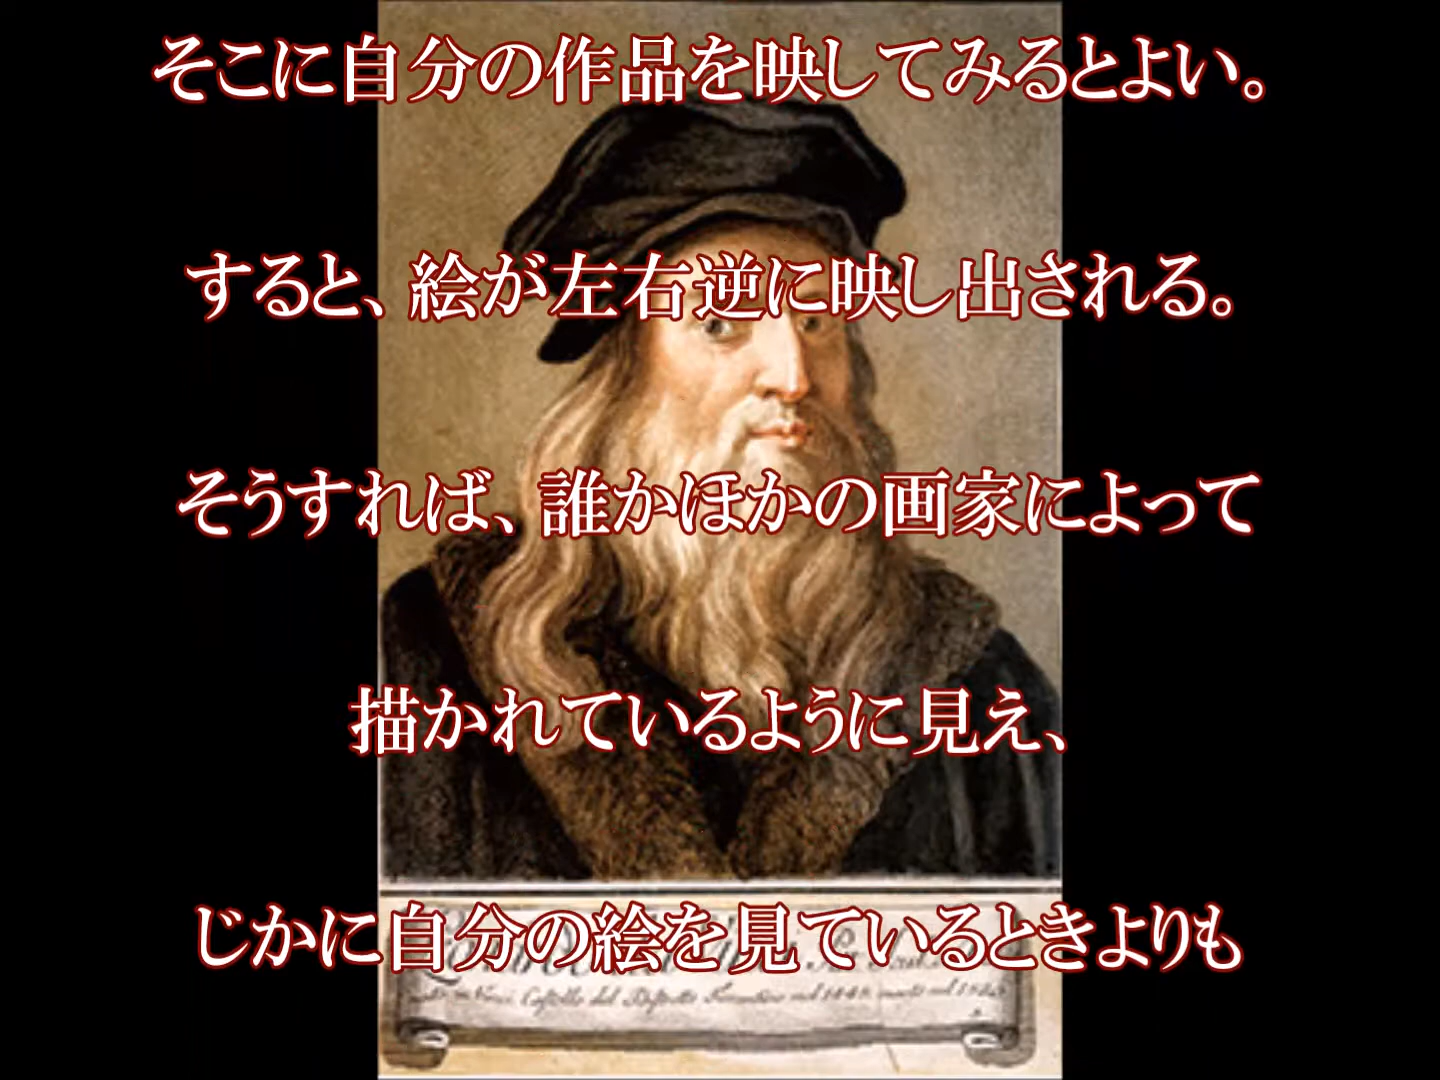 そこに自分の作品を映してみるとよい。
すると、絵が左右逆に映し出される。
そうすれば、誰かほかの画家によって
描かれているように見え、
じかに自分の絵を見ているときよりも